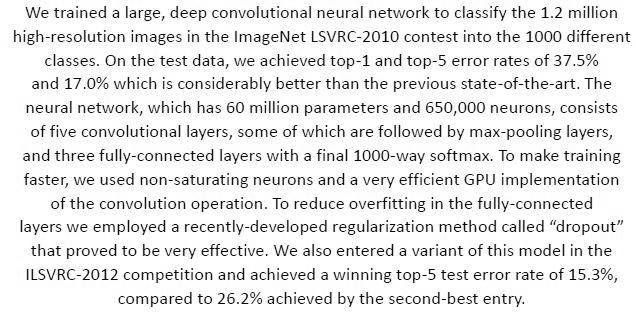 We trained a large, deep convolutional neural network to classify the 1.2 million
high-resolution images in the ImageNet LSVRC-2010 contest into the 1000 different
classes. On the test data, we achieved top-1 and top-5 error rates of 37.5%
and 17.0% which is considerably better than the previous state-of-the-art. The
neural network, which has 60 million parameters and 650,000 neurons, consists
of five convolutional layers, some of which are followed by max-pooling layers,
and three fully-connected layers with a final 1000-way softmax. To make training
faster, we used non-saturating neurons and a very efficient GPU implementation
of the convolution operation. To reduce overfitting in the fully-connected
layers we employed a recently-developed regularization method called “dropout”
that proved to be very effective. We also entered a variant of this model in the
ILSVRC-2012 competition and achieved a winning top-5 test error rate of 15.3%,
compared to 26.2% achieved by the second-best entry.